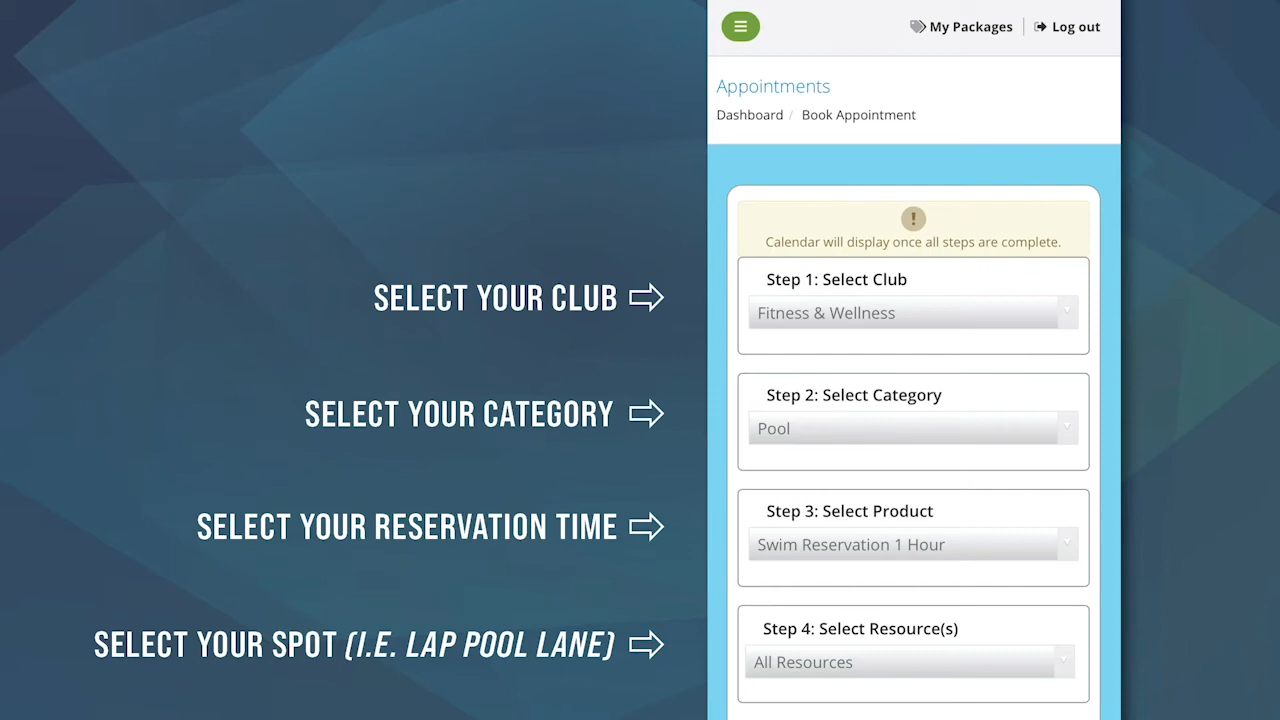 My Packages
Log out
Appointments
Dashboard / Book Appointment
!
Calendar will display once all steps are complete.
SELECT YOUR CLUB
Step 1: Select Club
Fitness & Wellness
SELECT YOUR CATEGORY
Step 2: Select Category
Pool
SELECT YOUR RESERVATION TIME
Step 3: Select Product
Swim Reservation 1 Hour
SELECT YOUR SPOT (I.E. LAP POOL LANE)
Step 4: Select Resource(s)
All Resources